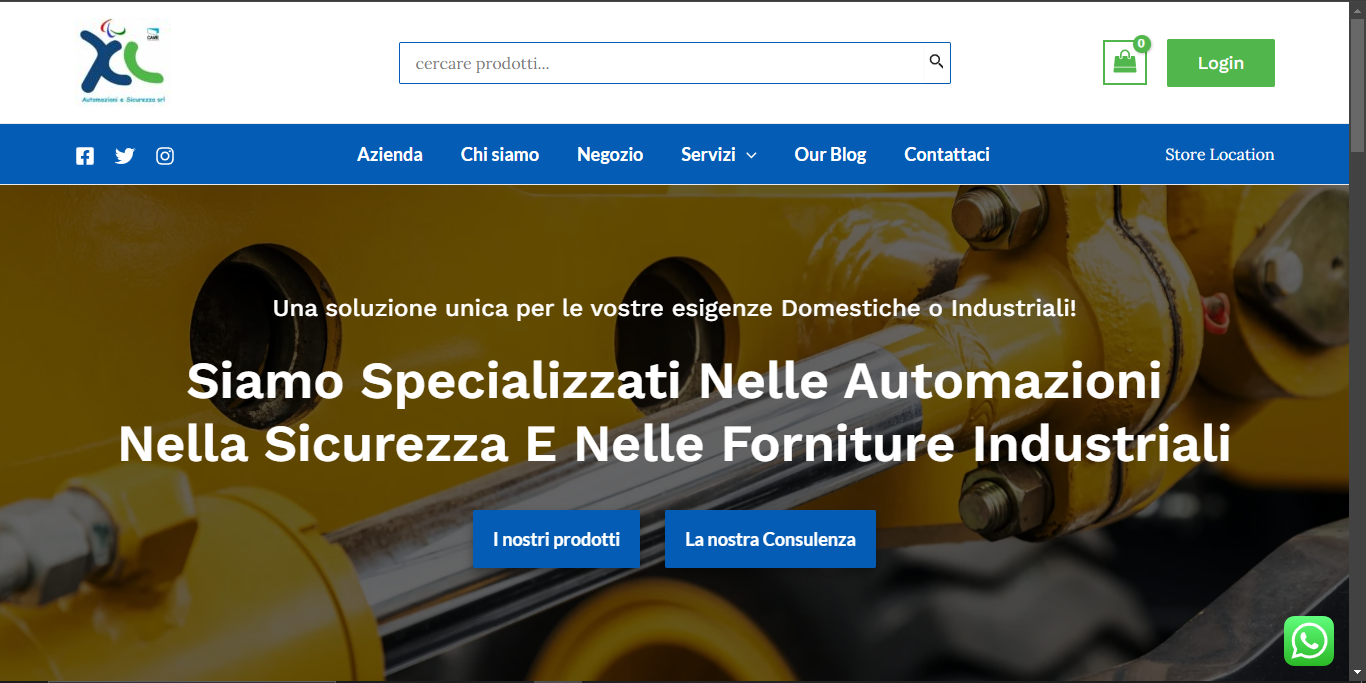 XL
CAME
Automazioni e Sicurezza srl
cercare prodotti...
0
Login
Azienda
Chi siamo
Negozio
Servizi
Our Blog
Contattaci
Store Location
Una soluzione unica per le vostre esigenze Domestiche o Industriali!
Siamo Specializzati Nelle Automazioni
Nella Sicurezza E Nelle Forniture Industriali
I nostri prodotti
La nostra Consulenza